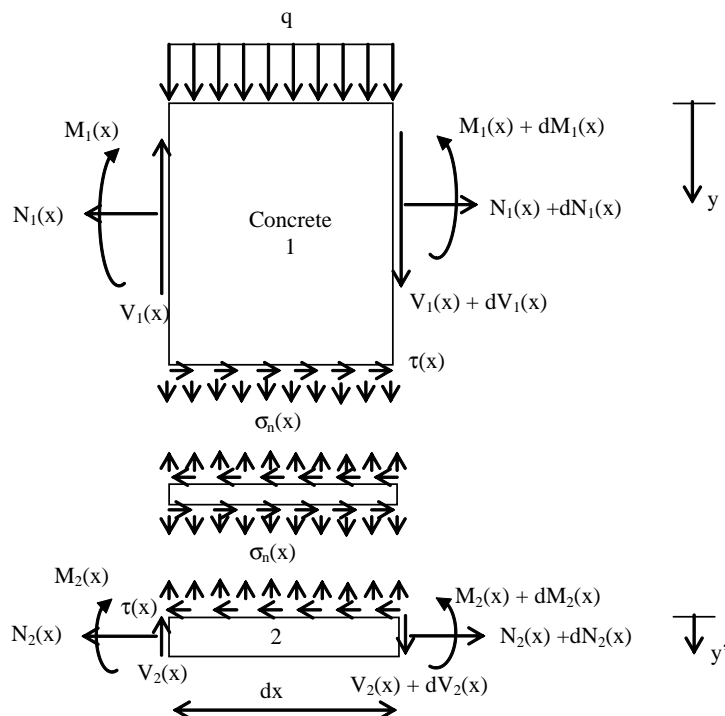 q
M₁(x)
M₁(x) + dM₁(x)
N₁(x)
N₁(x) +dN₁(x)
y
Concrete
1
V₁(x)
V₁(x) + dV₁(x)
τ(x)
σₙ(x)
σₙ(x)
M₂(x)
M₂(x) + dM₂(x)
τ(x)
N₂(x)
2
N₂(x) +dN₂(x)
y'
V₂(x)
V₂(x) + dV₂(x)
dx